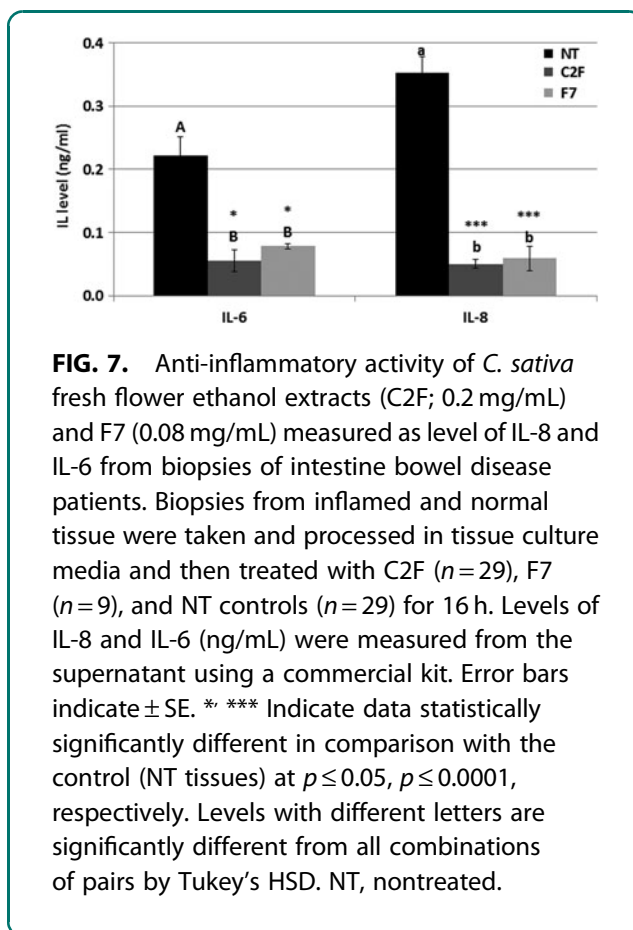 0.4
0.3
0.2
0.1
0.0
IL level (ng/ml)
NT
C2F
F7
A
*
B
*
B
a
***
b
***
b
IL-6
IL-8
FIG. 7. Anti-inflammatory activity of C. sativa
fresh flower ethanol extracts (C2F; 0.2 mg/mL)
and F7 (0.08 mg/mL) measured as level of IL-8 and
IL-6 from biopsies of intestine bowel disease
patients. Biopsies from inflamed and normal
tissue were taken and processed in tissue culture
media and then treated with C2F (n = 29), F7
(n = 9), and NT controls (n = 29) for 16 h. Levels of
IL-8 and IL-6 (ng/mL) were measured from the
supernatant using a commercial kit. Error bars
indicate ± SE. *, *** Indicate data statistically
significantly different in comparison with the
control (NT tissues) at p ≤ 0.05, p ≤ 0.0001,
respectively. Levels with different letters are
significantly different from all combinations
of pairs by Tukey's HSD. NT, nontreated.